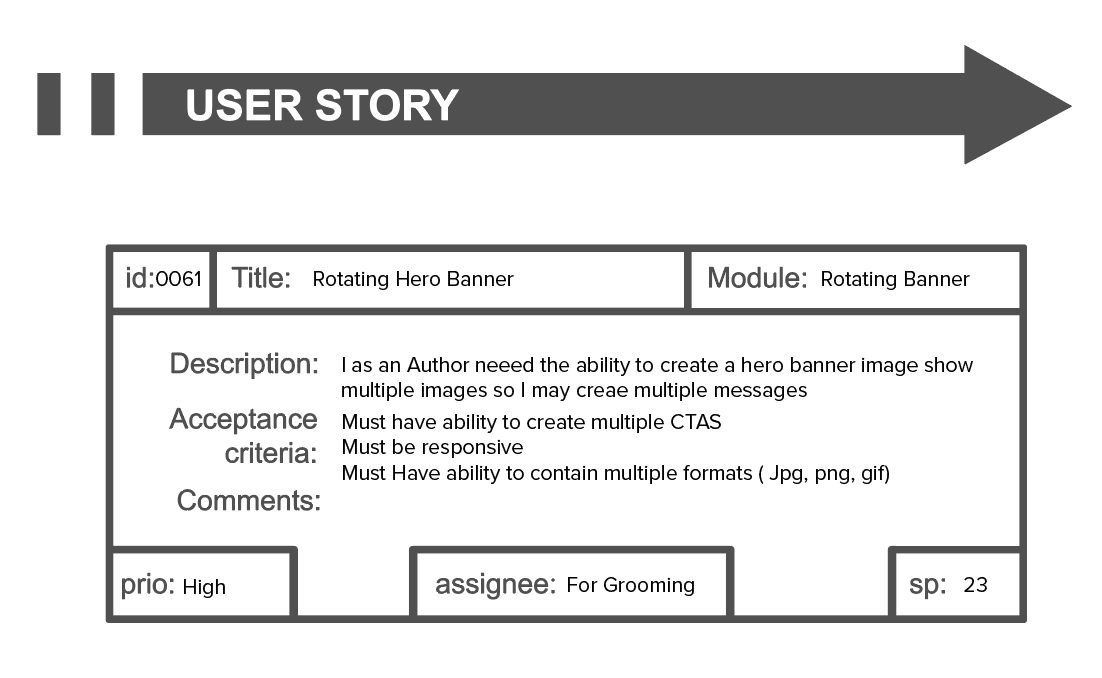 USER STORY
id:0061 Title: Rotating Hero Banner Module: Rotating Banner
Description: I as an Author neeed the ability to create a hero banner image show
multiple images so I may creae multiple messages
Acceptance Must have ability to create multiple CTAS
criteria: Must be responsive
Must Have ability to contain multiple formats ( Jpg, png, gif)
Comments:
prio: High assignee: For Grooming sp: 23